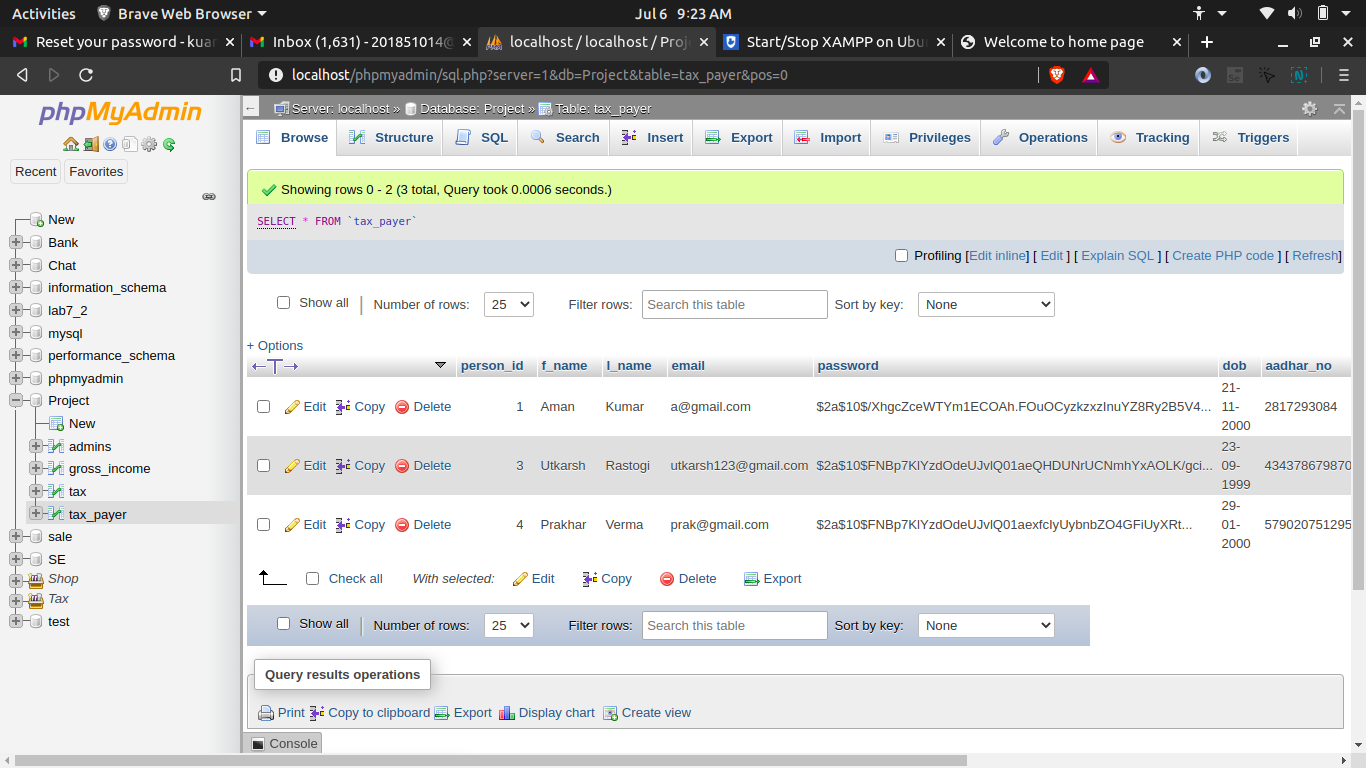 Activities Brave Web Browser Jul 6 9:23 AM
Reset your password - kuar Inbox (1,631) - 201851014@ localhost / localhost / Proj Start/Stop XAMPP on Ubu Welcome to home page
localhost/phpmyadmin/sql.php?server=1&db=Project&table=tax_payer&pos=0
phpMyAdmin
Recent Favorites
New
Bank
Chat
information_schema
lab7_2
mysql
performance_schema
phpmyadmin
Project
New
admins
gross_income
tax
tax_payer
sale
SE
Shop
Tax
test
Server: localhost » Database: Project » Table: tax_payer
Browse Structure SQL Search Insert Export Import Privileges Operations Tracking Triggers
Showing rows 0 - 2 (3 total, Query took 0.0006 seconds.)
SELECT * FROM `tax_payer`
Profiling [Edit inline] [ Edit ] [ Explain SQL ] [ Create PHP code ] [ Refresh]
Show all Number of rows: 25 Filter rows: Search this table Sort by key: None
+ Options
person_id f_name l_name email password dob aadhar_no
Edit Copy Delete 1 Aman Kumar a@gmail.com $2a$10$/XhgcZceWTYm1ECOAh.FOuOCyzkzxzInuYZ8Ry2B5V4... 21-11-2000 2817293084
Edit Copy Delete 3 Utkarsh Rastogi utkarsh123@gmail.com $2a$10$FNBp7KlYzdOdeUJvlQ01aeQHDUNrUCNmhYxAOLK/gci... 23-09-1999 434378679870
Edit Copy Delete 4 Prakhar Verma prak@gmail.com $2a$10$FNBp7KlYzdOdeUJvlQ01aexfcIyUybnbZO4GFiUyXRt... 29-01-2000 579020751295
Check all With selected: Edit Copy Delete Export
Show all Number of rows: 25 Filter rows: Search this table Sort by key: None
Query results operations
Print Copy to clipboard Export Display chart Create view
Console